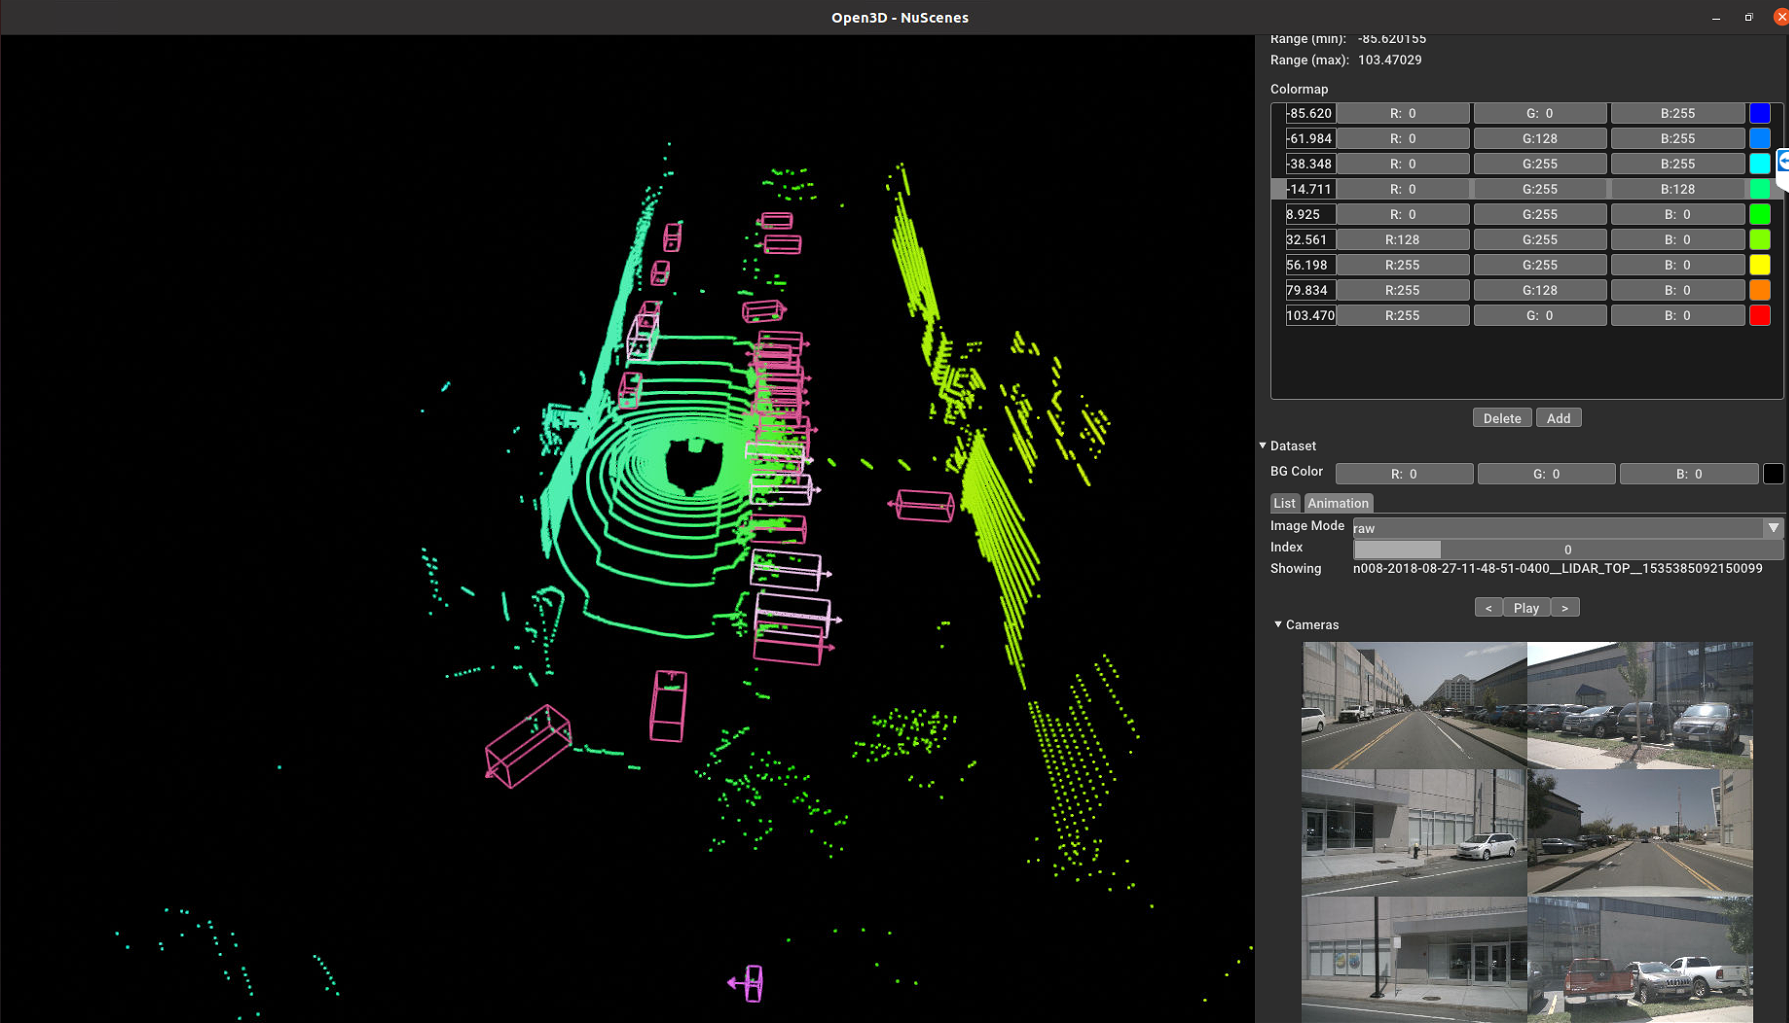 Open3D - NuScenes
Range (min): -85.620155
Range (max): 103.47029
Colormap
-85.620 R: 0 G: 0 B:255
-61.984 R: 0 G:128 B:255
-38.348 R: 0 G:255 B:255
-14.711 R: 0 G:255 B:128
8.925 R: 0 G:255 B: 0
32.561 R:128 G:255 B: 0
56.198 R:255 G:255 B: 0
79.834 R:255 G:128 B: 0
103.470 R:255 G: 0 B: 0
Delete Add
Dataset
BG Color R: 0 G: 0 B: 0
List Animation
Image Mode raw
Index 0
Showing n008-2018-08-27-11-48-51-0400__LIDAR_TOP__1535385092150099
< Play >
Cameras